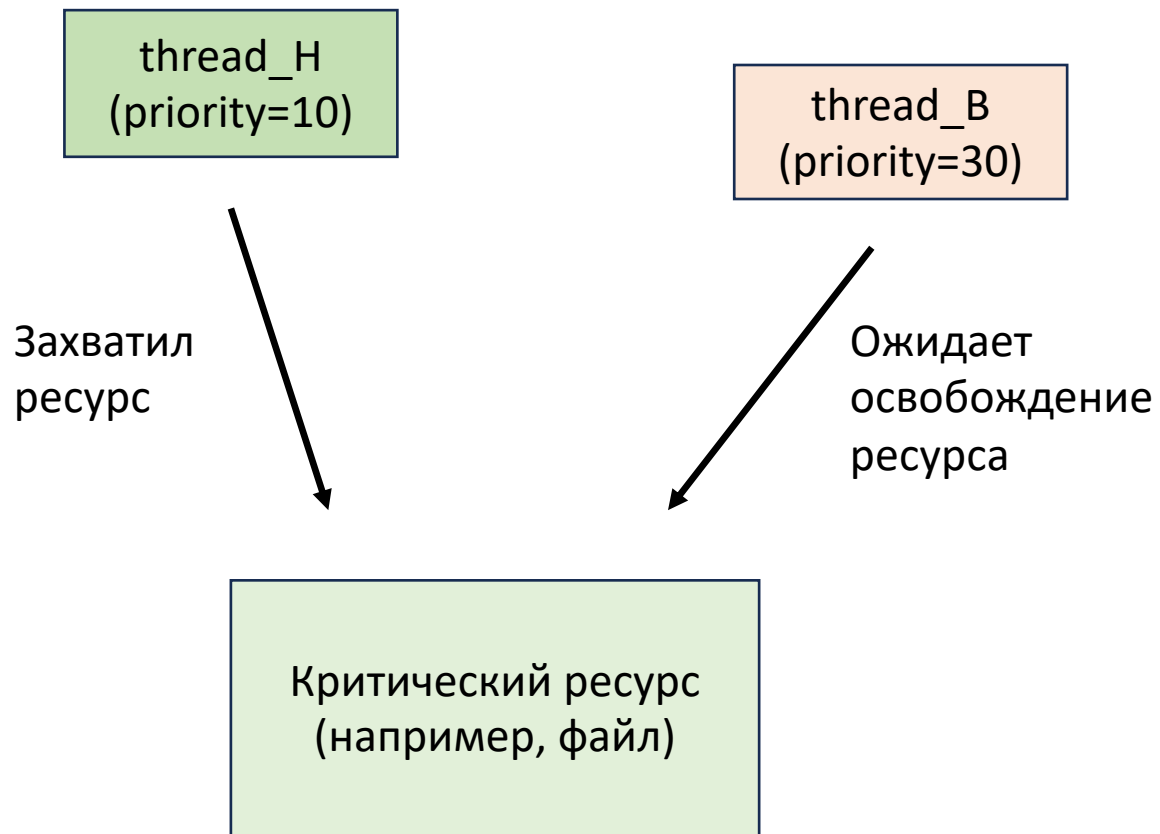 thread_H
(priority=10)
thread_B
(priority=30)
Захватил
ресурс
Ожидает
освобождение
ресурса
Критический ресурс
(например, файл)